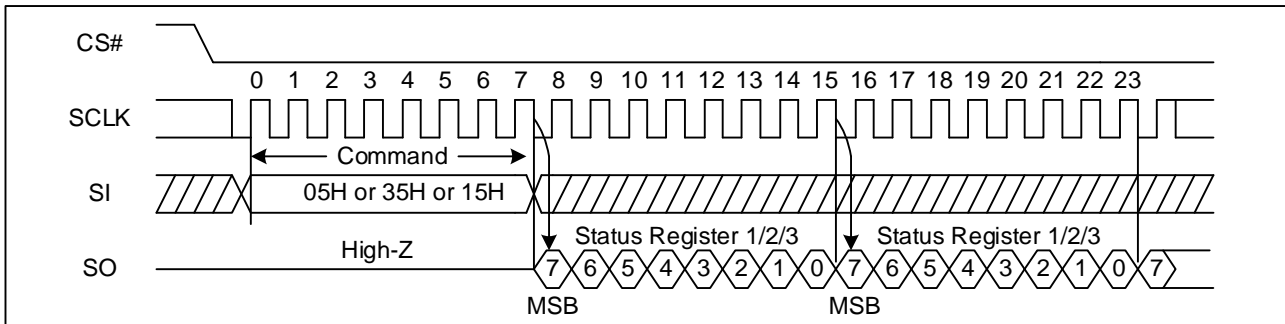 CS#
0 1 2 3 4 5 6 7 8 9 10 11 12 13 14 15 16 17 18 19 20 21 22 23
SCLK
Command
SI
05H or 35H or 15H
High-Z
Status Register 1/2/3 Status Register 1/2/3
SO
7 6 5 4 3 2 1 0 7 6 5 4 3 2 1 0 7
MSB MSB